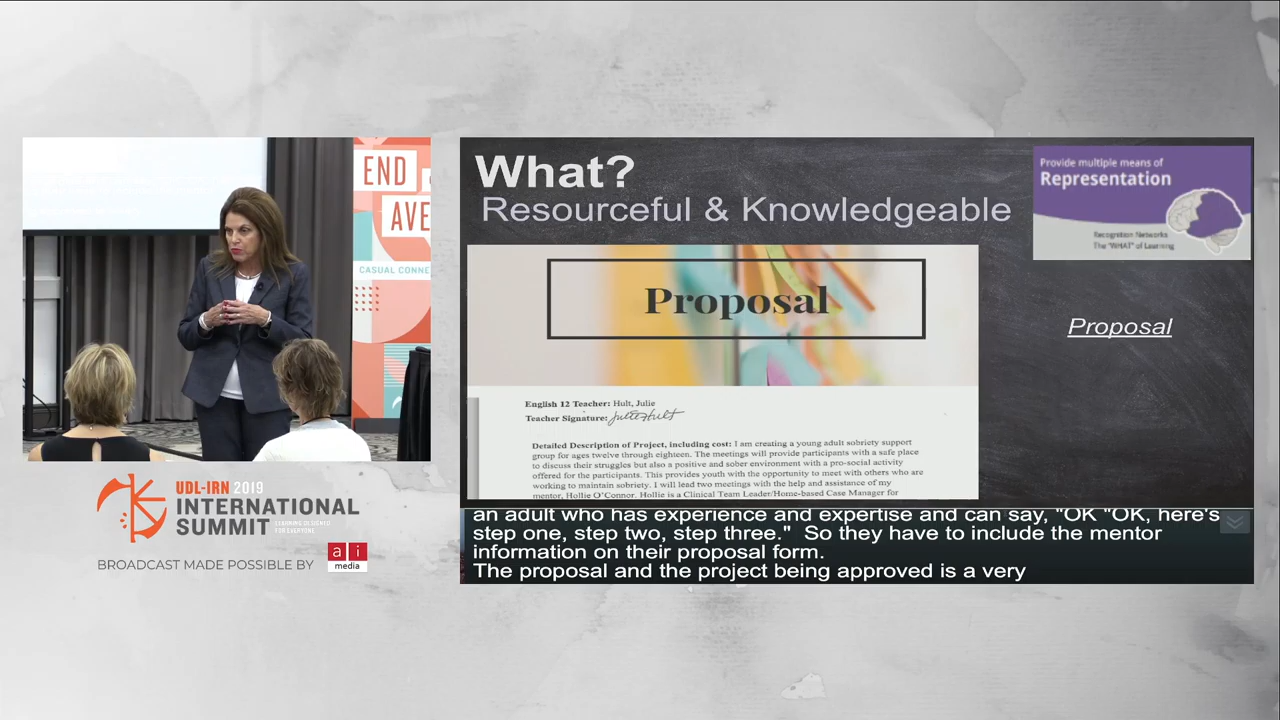 END
AVE
CASUAL CONNE
UDL-IRN 2019
INTERNATIONAL
SUMMIT
LEARNING DESIGNED
FOR EVERYONE
BROADCAST MADE POSSIBLE BY
ai
media
What?
Resourceful & Knowledgeable
Provide multiple means of
Representation
Recognition Networks
The "WHAT" of Learning
Proposal
Proposal
English 12 Teacher: Hult, Julie
Teacher Signature: Julie Hult
Detailed Description of Project, including cost: I am creating a young adult sobriety support
group for ages twelve through eighteen. The meetings will provide participants with a safe place
to discuss their struggles but also a positive and sober environment with a pro-social activity
offered for the participants. This provides youth with the opportunity to meet with others who are
working to maintain sobriety. I will lead two meetings with the help and assistance of my
mentor, Hollie O'Connor. Hollie is a Clinical Team Leader/Home-based Case Manager for
an adult who has experience and expertise and can say, "OK "OK, here's
step one, step two, step three." So they have to include the mentor
information on their proposal form.
The proposal and the project being approved is a very